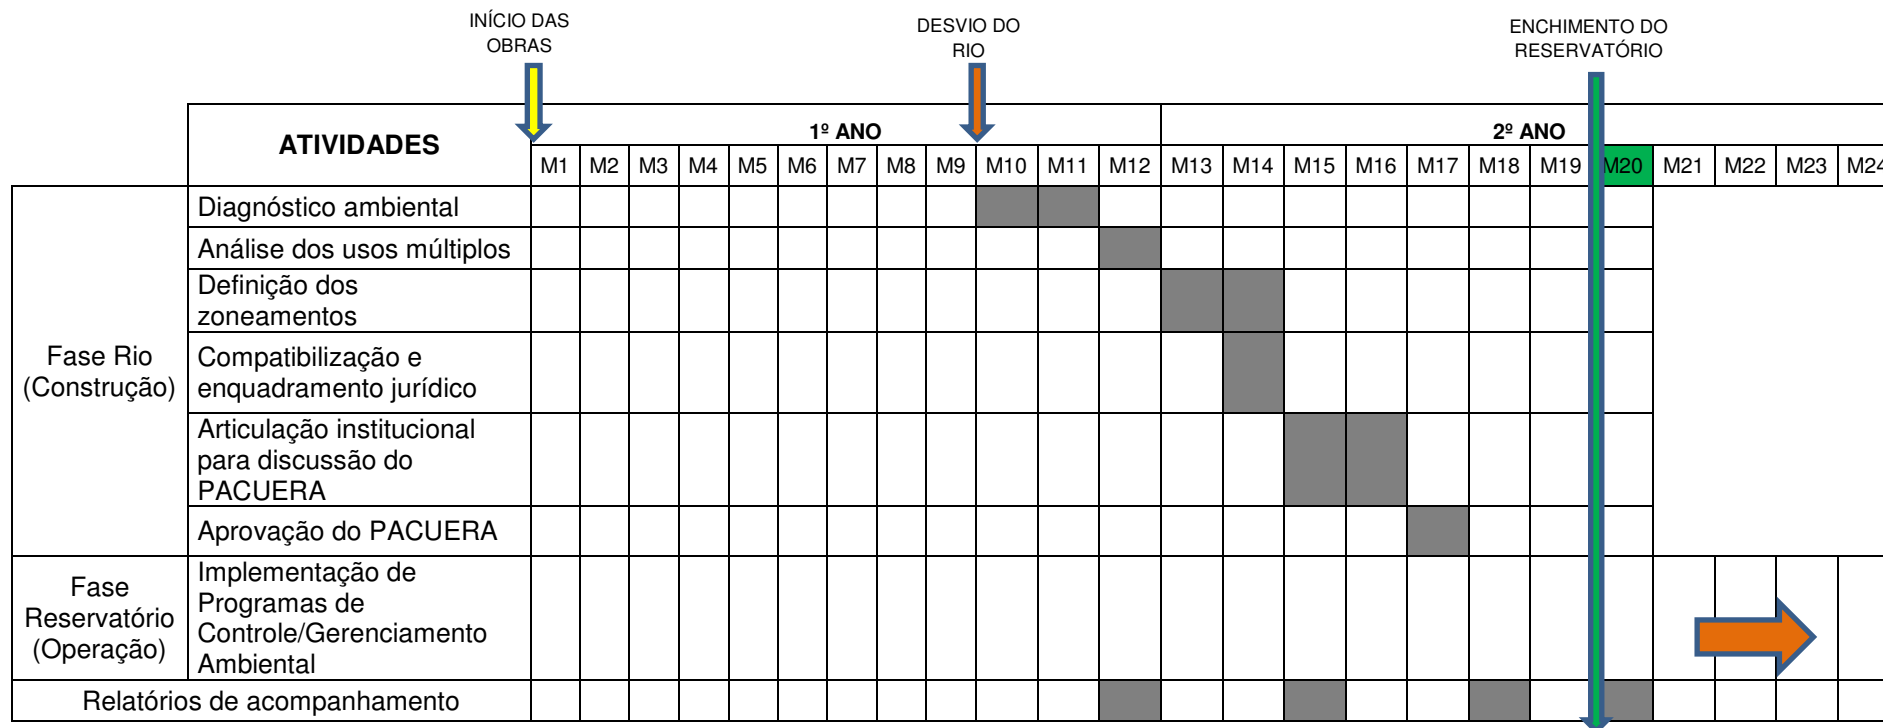 INÍCIO DAS
OBRAS
DESVIO DO
RIO
ENCHIMENTO DO
RESERVATÓRIO
ATIVIDADES
1º ANO
2º ANO
M1 M2 M3 M4 M5 M6 M7 M8 M9 M10 M11 M12 M13 M14 M15 M16 M17 M18 M19 M20 M21 M22 M23 M24
Fase Rio
(Construção)
Diagnóstico ambiental
Análise dos usos múltiplos
Definição dos
zoneamentos
Compatibilização e
enquadramento jurídico
Articulação institucional
para discussão do
PACUERA
Aprovação do PACUERA
Fase
Reservatório
(Operação)
Implementação de
Programas de
Controle/Gerenciamento
Ambiental
Relatórios de acompanhamento